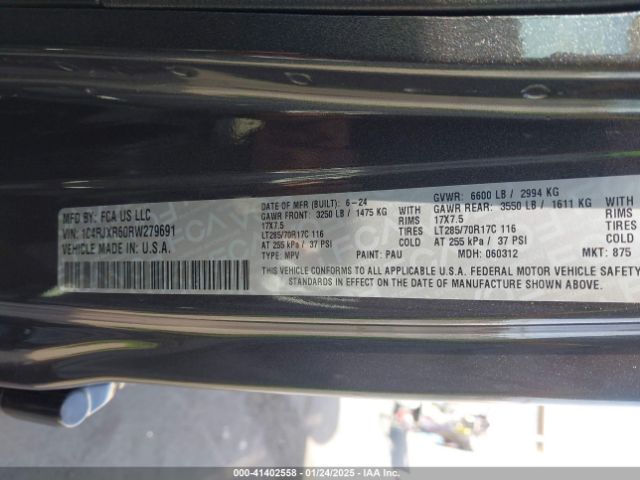 MFD BY: FCA US LLC
VIN: 1C4RJXR60RW279691
VEHICLE MADE IN U.S.A.
DATE OF MFR (BUILT): 6-24
GAWR FRONT: 3250 LB / 1475 KG WITH
17X7.5 RIMS
LT285/70R17C 116 TIRES
AT 255 kPa / 37 PSI COLD
TYPE: MPV PAINT: PAU
GVWR: 6600 LB / 2994 KG
GAWR REAR: 3550 LB / 1611 KG WITH
17X7.5 RIMS
LT285/70R17C 116 TIRES
AT 255 kPa / 37 PSI COLD
MDH: 060312 MKT: 875
THIS VEHICLE CONFORMS TO ALL APPLICABLE U.S.A. FEDERAL MOTOR VEHICLE SAFETY
STANDARDS IN EFFECT ON THE DATE OF MANUFACTURE SHOWN ABOVE.
000-41402558 - 01/24/2025 - IAAI.COM